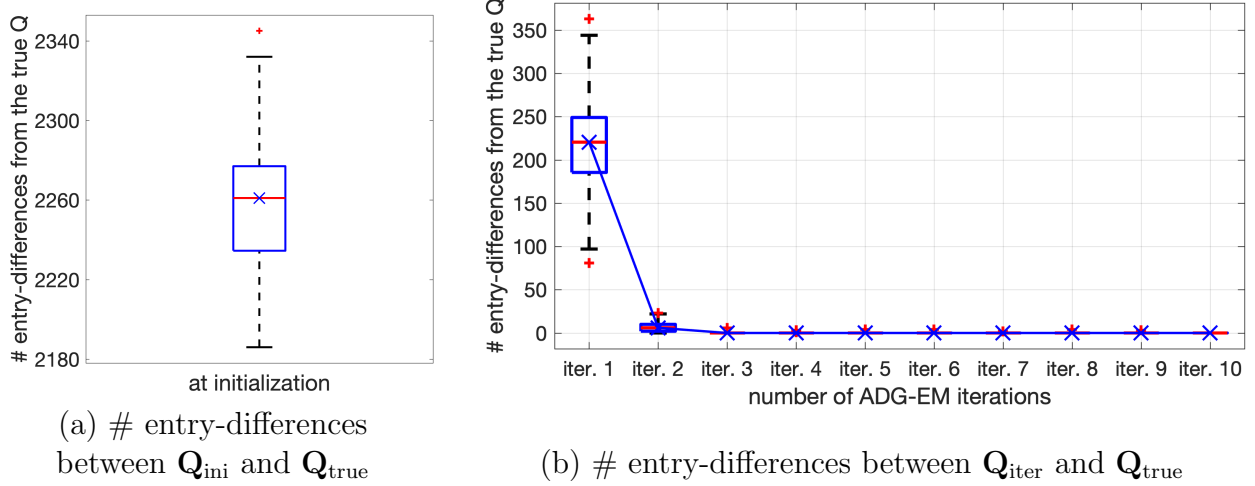 # entry-differences from the true Q
2340
2300
2260
2220
2180
at initialization
(a) # entry-differences
between Q_ini and Q_true
# entry-differences from the true Q
350
300
250
200
150
100
50
0
iter. 1 iter. 2 iter. 3 iter. 4 iter. 5 iter. 6 iter. 7 iter. 8 iter. 9 iter. 10
number of ADG-EM iterations
(b) # entry-differences between Q_iter and Q_true